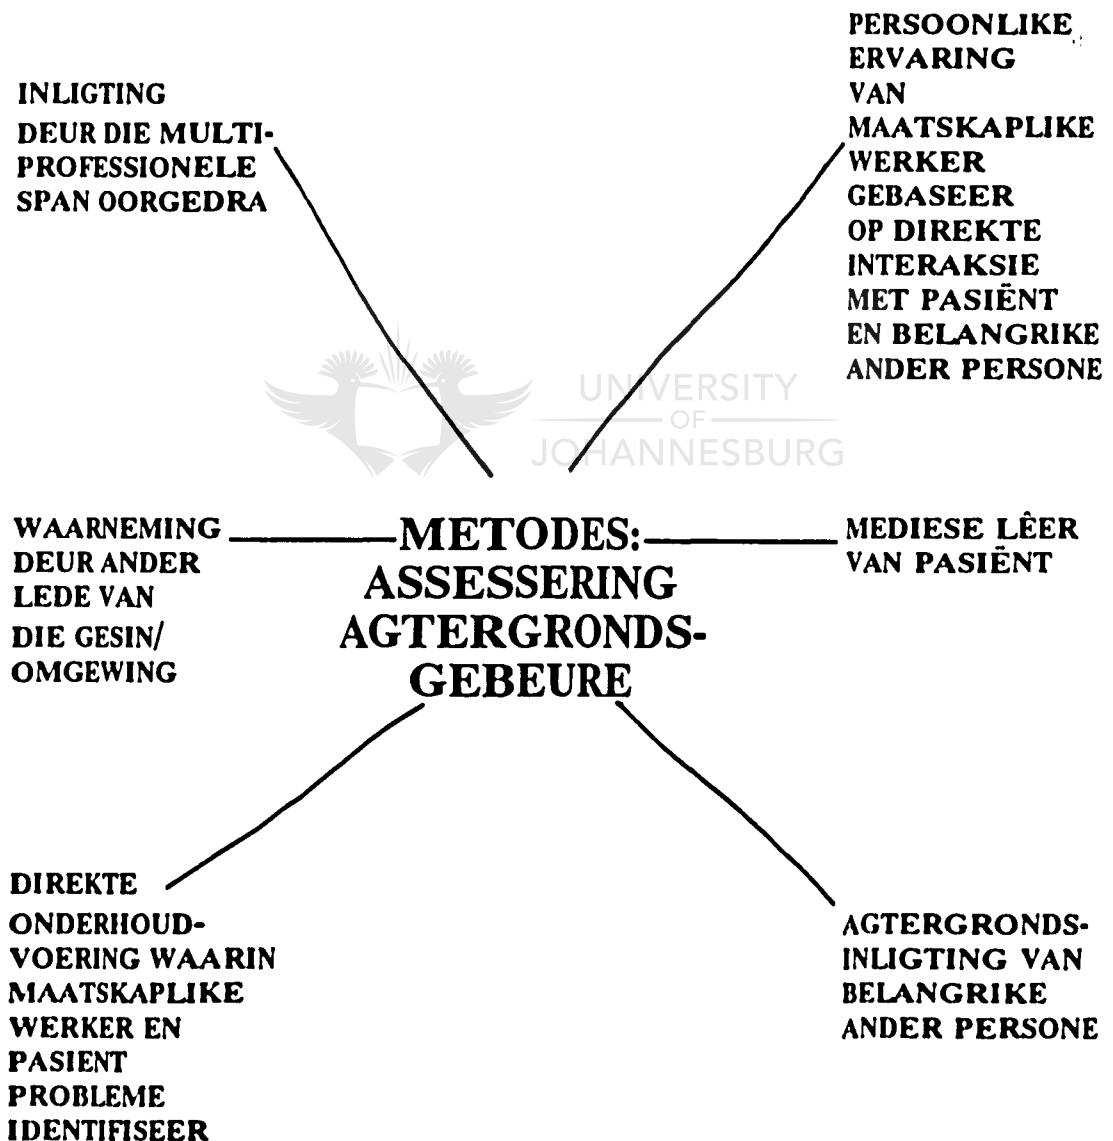 INLIGTING
DEUR DIE MULTI-
PROFESSIONELE
SPAN OORGEDRA
PERSOONLIKE
ERVARING
VAN
MAATSKAPLIKE
WERKER
GEBASEER
OP DIREKTE
INTERAKSIE
MET PASIËNT
EN BELANGRIKE
ANDER PERSONE
UNIVERSITY
OF
JOHANNESBURG
WAARNEMING
DEUR ANDER
LEDE VAN
DIE GESIN/
OMGEWING
METODES:
ASSESSERING
AGTERGRONDS-
GEBEURE
MEDIESE LÊER
VAN PASIËNT
DIREKTE
ONDERHOUD-
VOERING WAARIN
MAATSKAPLIKE
WERKER EN
PASIENT
PROBLEME
IDENTIFISEER
AGTERGRONDS-
INLIGTING VAN
BELANGRIKE
ANDER PERSONE